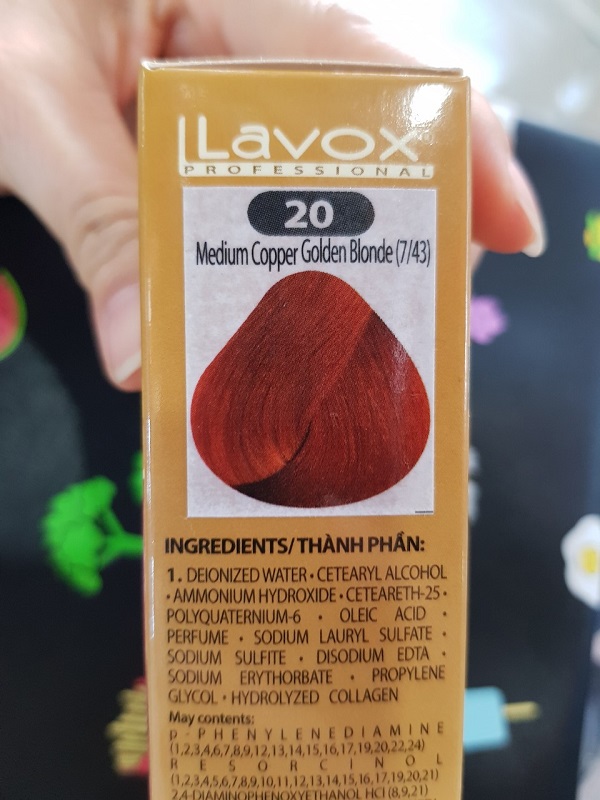 Lavox
PROFESSIONAL
20
Medium Copper Golden Blonde (7/43)
INGREDIENTS/THÀNH PHẦN:
1. DEIONIZED WATER • CETEARYL ALCOHOL
• AMMONIUM HYDROXIDE • CETEARETH-25 •
POLYQUATERNIUM-6 • OLEIC ACID •
PERFUME • SODIUM LAURYL SULFATE •
SODIUM SULFITE • DISODIUM EDTA •
SODIUM ERYTHORBATE • PROPYLENE
GLYCOL • HYDROLYZED COLLAGEN
May contents:
p-PHENYLENEDIAMINE
(1,2,3,4,6,7,8,9,12,13,14,15,16,17,19,20,22,24)
RESORCINOL
(1,2,3,4,5,6,7,8,9,10,11,12,13,14,15,16,17,19,20,21)
2,4-DIAMINOPHENOXYETHANOL HCl (8,9,21)